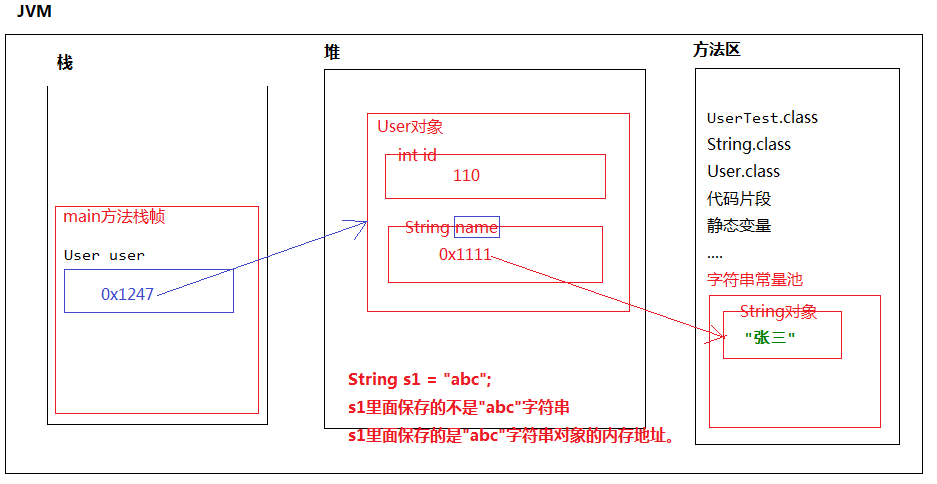 JVM
栈
main方法栈帧
User user
0x1247
堆
User对象
int id
110
String name
0x1111
String s1 = "abc";
s1里面保存的不是"abc"字符串
s1里面保存的是"abc"字符串对象的内存地址。
方法区
UserTest.class
String.class
User.class
代码片段
静态变量
....
字符串常量池
String对象
"张三"